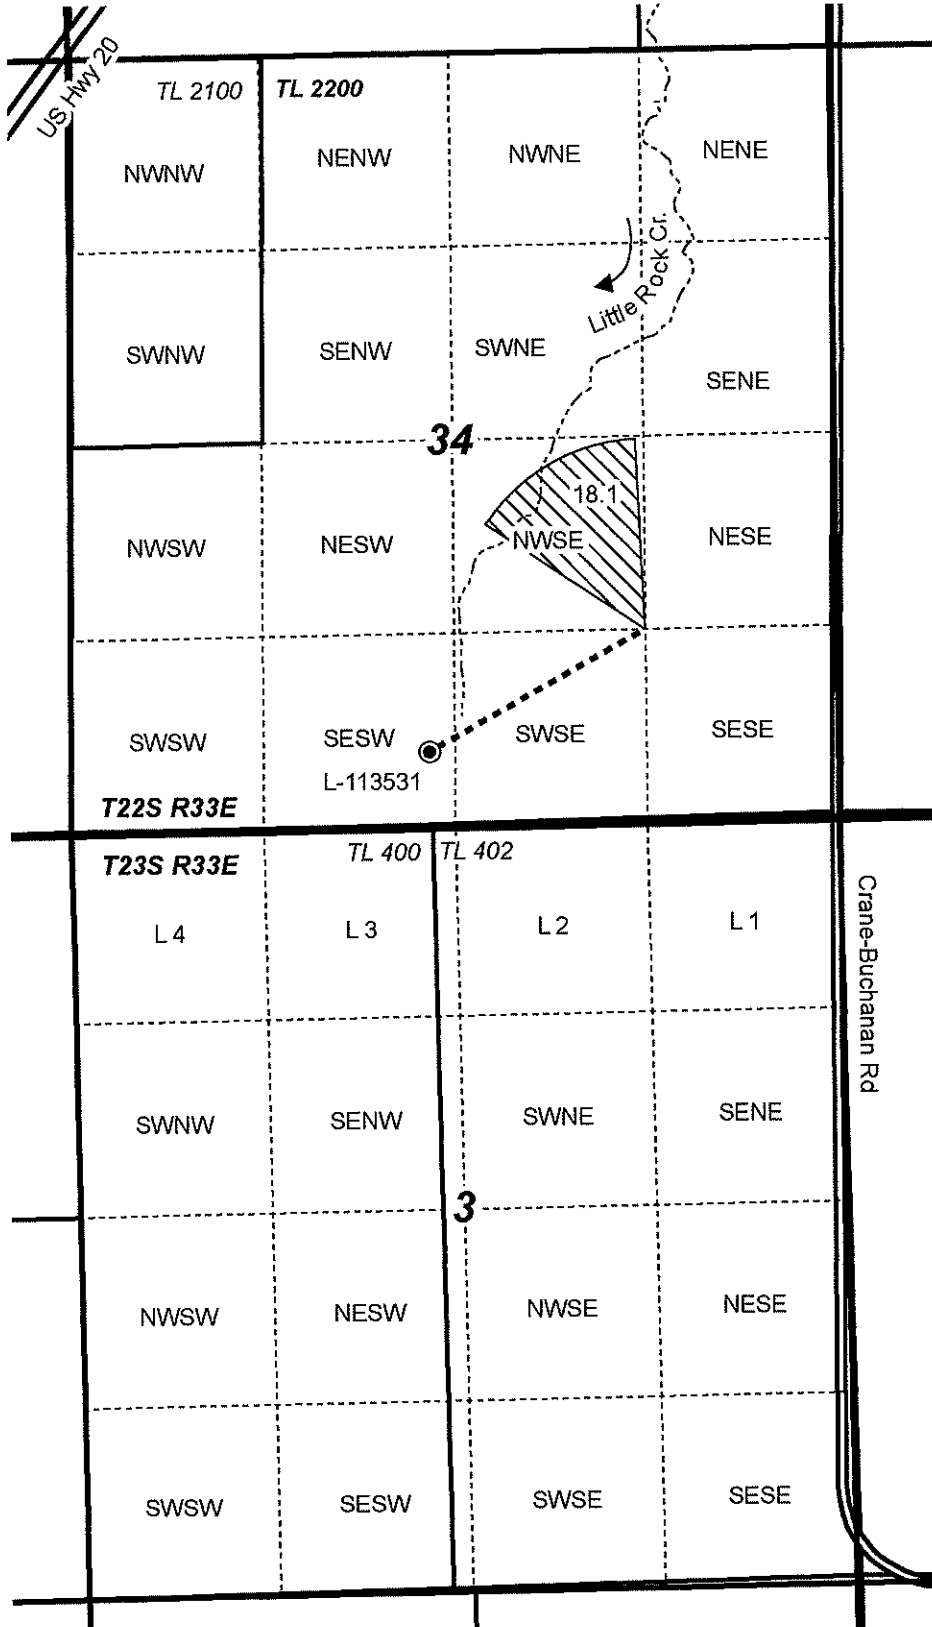 US Hwy 20
TL 2100 TL 2200
NWNW NENW NWNE NENE
Little Rock Cr.
SWNW SENW SWNE SENE
34
18.1
NWSW NESW NWSE NESE
SWSW SESW SWSE SESE
L-113531
T22S R33E
T23S R33E TL 400 TL 402
L 4 L 3 L 2 L 1
Crane-Buchanan Rd
SWNW SENW SWNE SENE
3
NWSW NESW NWSE NESE
SWSW SESW SWSE SESE